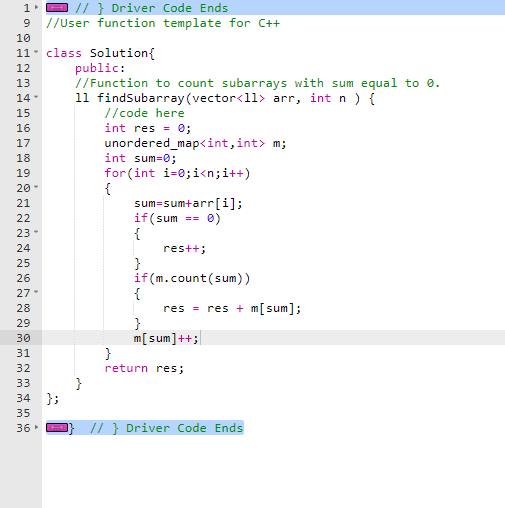 1 // } Driver Code Ends
9 //User function template for C++
10
11 class Solution{
12 public:
13 //Function to count subarrays with sum equal to 0.
14 ll findSubarray(vector<ll> arr, int n ) {
15 //code here
16 int res = 0;
17 unordered_map<int,int> m;
18 int sum=0;
19 for(int i=0;i<n;i++)
20 {
21 sum=sum+arr[i];
22 if(sum == 0)
23 {
24 res++;
25 }
26 if(m.count(sum))
27 {
28 res = res + m[sum];
29 }
30 m[sum]++;
31 }
32 return res;
33 }
34 };
35
36 } // } Driver Code Ends